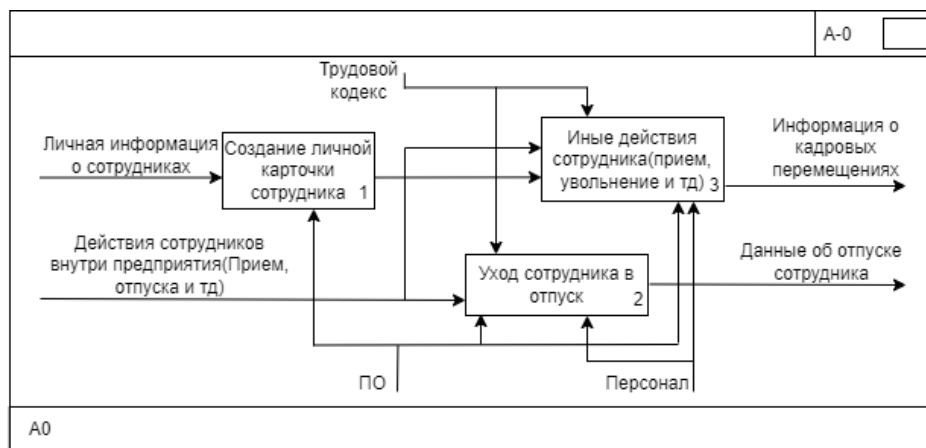 A-0
Трудовой
кодекс
Личная информация
о сотрудниках
Создание личной
карточки
сотрудника 1
Иные действия
сотрудника(прием,
увольнение и тд) 3
Информация о
кадровых
перемещениях
Действия сотрудников
внутри предприятия(Прием,
отпуска и тд)
Уход сотрудника в
отпуск 2
Данные об отпуске
сотрудника
ПО
Персонал
A0